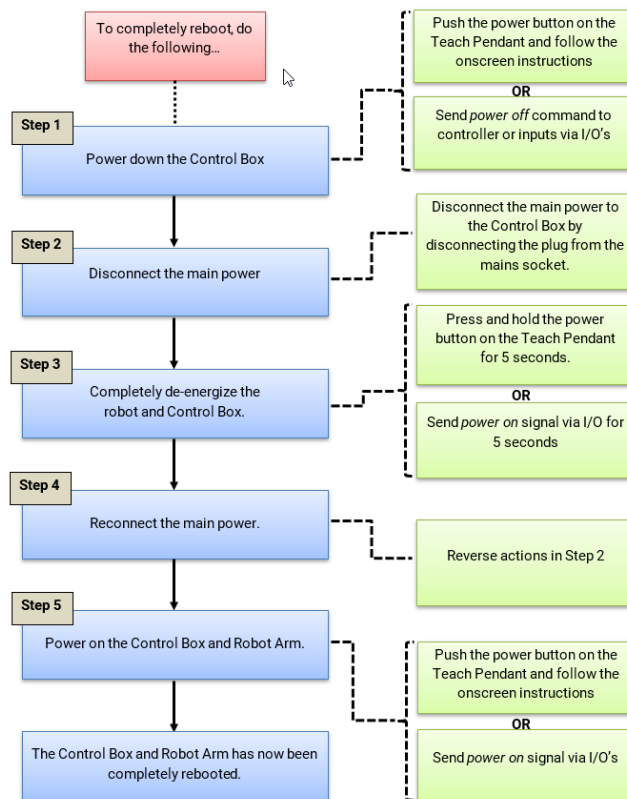 To completely reboot, do
the following...
Step 1
Power down the Control Box
Push the power button on the
Teach Pendant and follow the
onscreen instructions
OR
Send power off command to
controller or inputs via I/O's
Step 2
Disconnect the main power
Disconnect the main power to
the Control Box by
disconnecting the plug from the
mains socket.
Step 3
Completely de-energize the
robot and Control Box.
Press and hold the power
button on the Teach Pendant
for 5 seconds.
OR
Send power on signal via I/O for
5 seconds
Step 4
Reconnect the main power.
Reverse actions in Step 2
Step 5
Power on the Control Box and Robot Arm.
Push the power button on the
Teach Pendant and follow the
onscreen instructions
OR
Send power on signal via I/O's
The Control Box and Robot Arm has now been
completely rebooted.